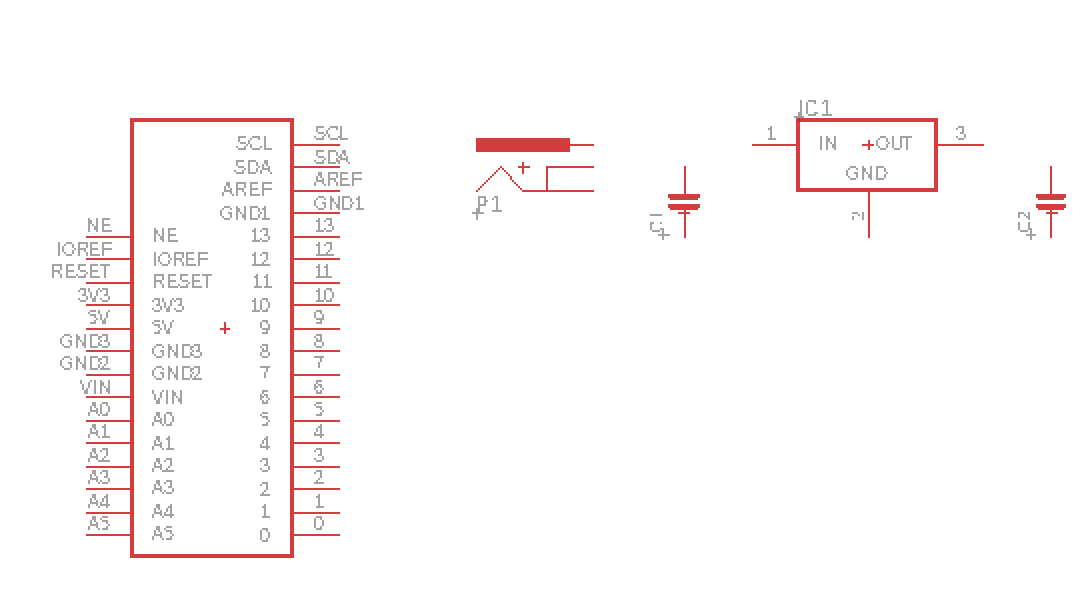 SCL
SDA
AREF
GND1
NE 13
IOREF 12
RESET 11
3V3 10
5V 9
GND3 8
GND2 7
VIN 6
A0 5
A1 4
A2 3
A3 2
A4 1
A5 0
NE
IOREF
RESET
3V3
5V
GND3
GND2
VIN
A0
A1
A2
A3
A4
A5
SCL
SDA
AREF
GND1
13
12
11
10
9
8
7
6
5
4
3
2
1
0
P1
C1
IC1
1 IN OUT 3
GND
2
C2